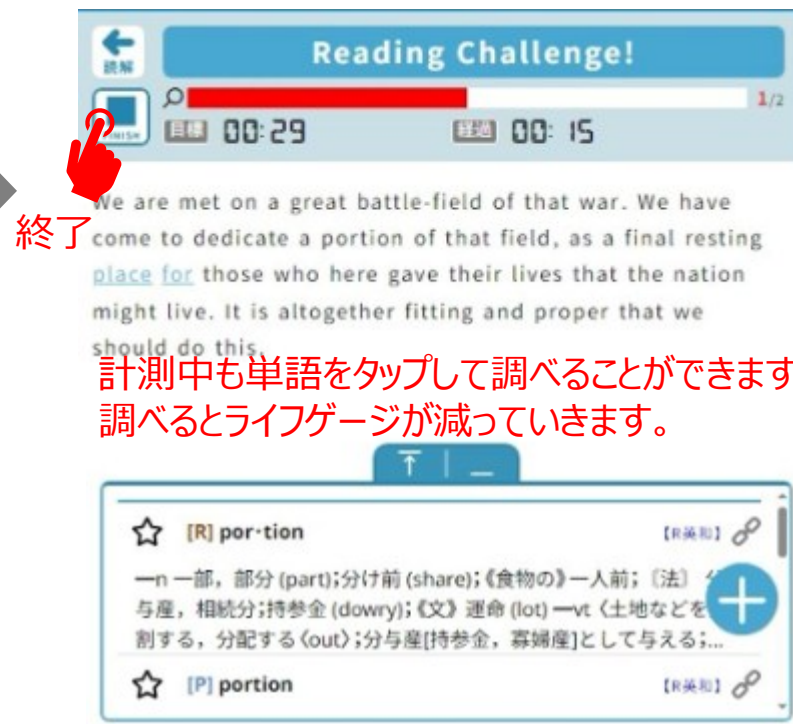 読解
Reading Challenge!
FINISH
1/2
目標 00:29 経過 00:15
終了
We are met on a great battle-field of that war. We have
come to dedicate a portion of that field, as a final resting
place for those who here gave their lives that the nation
might live. It is altogether fitting and proper that we
should do this.
計測中も単語をタップして調べることができます
調べるとライフゲージが減っていきます。
[R] por·tion 【R英和】
—n 一部，部分 (part);分け前 (share);《食物の》一人前;〔法〕
与産，相続分;持参金 (dowry);《文》運命 (lot) —vt〈土地などを
割する，分配する〈out〉;分与産[持参金，寡婦産]として与える;...
[P] portion 【R英和】